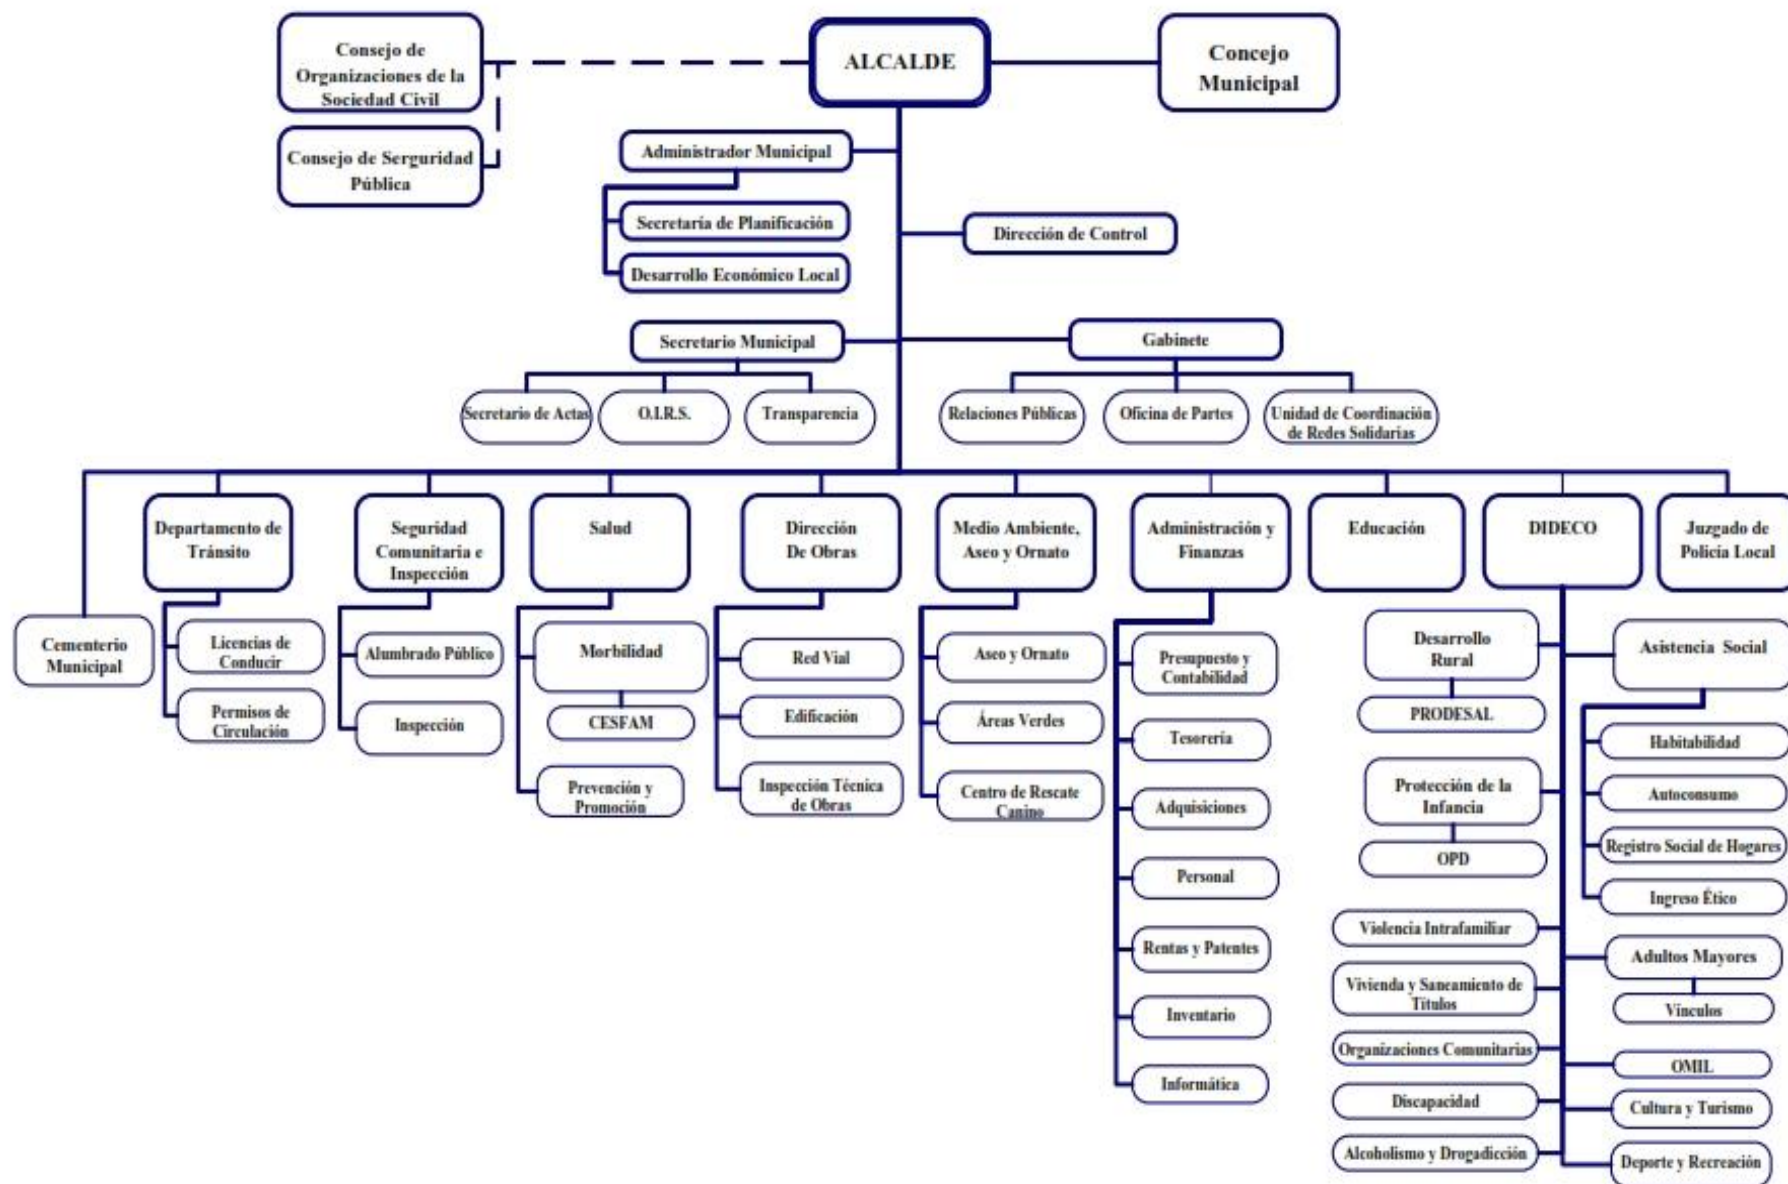 Consejo de
Organizaciones de la
Sociedad Civil
ALCALDE
Concejo
Municipal
Consejo de Serguridad
Pública
Administrador Municipal
Secretaría de Planificación
Desarrollo Económico Local
Dirección de Control
Secretario Municipal
Gabinete
Secretario de Actas
O.I.R.S.
Transparencia
Relaciones Públicas
Oficina de Partes
Unidad de Coordinación
de Redes Solidarias
Cementerio
Municipal
Departamento de
Tránsito
Licencias de
Conducir
Permisos de
Circulación
Seguridad
Comunitaria e
Inspección
Alumbrado Público
Inspección
Salud
Morbilidad
CESFAM
Prevención y
Promoción
Dirección
De Obras
Red Vial
Edificación
Inspección Técnica
de Obras
Medio Ambiente,
Aseo y Ornato
Aseo y Ornato
Áreas Verdes
Centro de Rescate
Canino
Administración y
Finanzas
Presupuesto y
Contabilidad
Tesorería
Adquisiciones
Personal
Rentas y Patentes
Inventario
Informática
Educación
DIDECO
Desarrollo
Rural
PRODESAL
Protección de la
Infancia
OPD
Violencia Intrafamiliar
Vivienda y Saneamiento de
Títulos
Organizaciones Comunitarias
Discapacidad
Alcoholismo y Drogadicción
Asistencia Social
Habitabilidad
Autoconsumo
Registro Social de Hogares
Ingreso Ético
Adultos Mayores
Vínculos
OMIL
Cultura y Turismo
Deporte y Recreación
Juzgado de
Policía Local